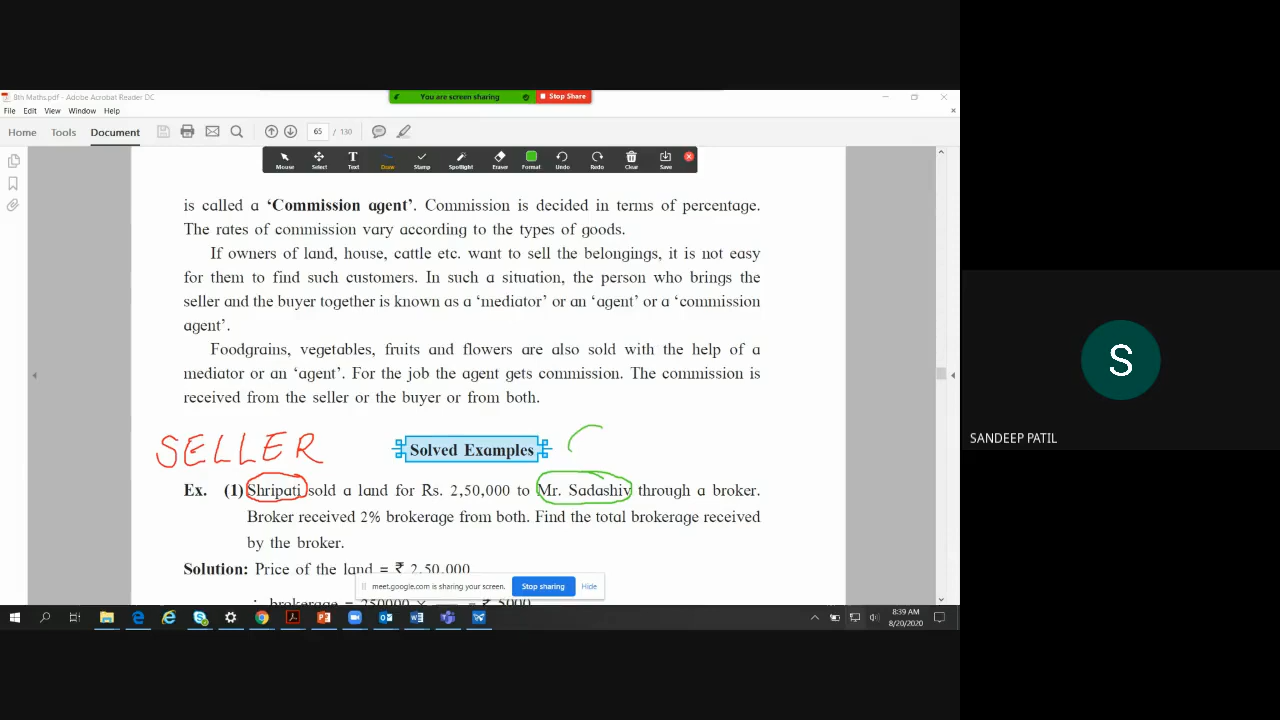 8th Maths.pdf - Adobe Acrobat Reader DC
You are screen sharing
Stop Share
File Edit View Window Help
Home Tools Document
65 / 130
Mouse Select Text Draw Stamp Spotlight Eraser Format Undo Redo Clear Save
is called a ‘Commission agent’. Commission is decided in terms of percentage.
The rates of commission vary according to the types of goods.
If owners of land, house, cattle etc. want to sell the belongings, it is not easy
for them to find such customers. In such a situation, the person who brings the
seller and the buyer together is known as a ‘mediator’ or an ‘agent’ or a ‘commission
agent’.
Foodgrains, vegetables, fruits and flowers are also sold with the help of a
mediator or an ‘agent’. For the job the agent gets commission. The commission is
received from the seller or the buyer or from both.
SELLER
Solved Examples
Ex. (1) Shripati sold a land for Rs. 2,50,000 to Mr. Sadashiv through a broker.
Broker received 2% brokerage from both. Find the total brokerage received
by the broker.
Solution: Price of the land = ₹ 2,50,000
meet.google.com is sharing your screen. Stop sharing Hide
∴ brokerage = 250000 × = ₹ 5000
8:39 AM
8/20/2020
S
SANDEEP PATIL